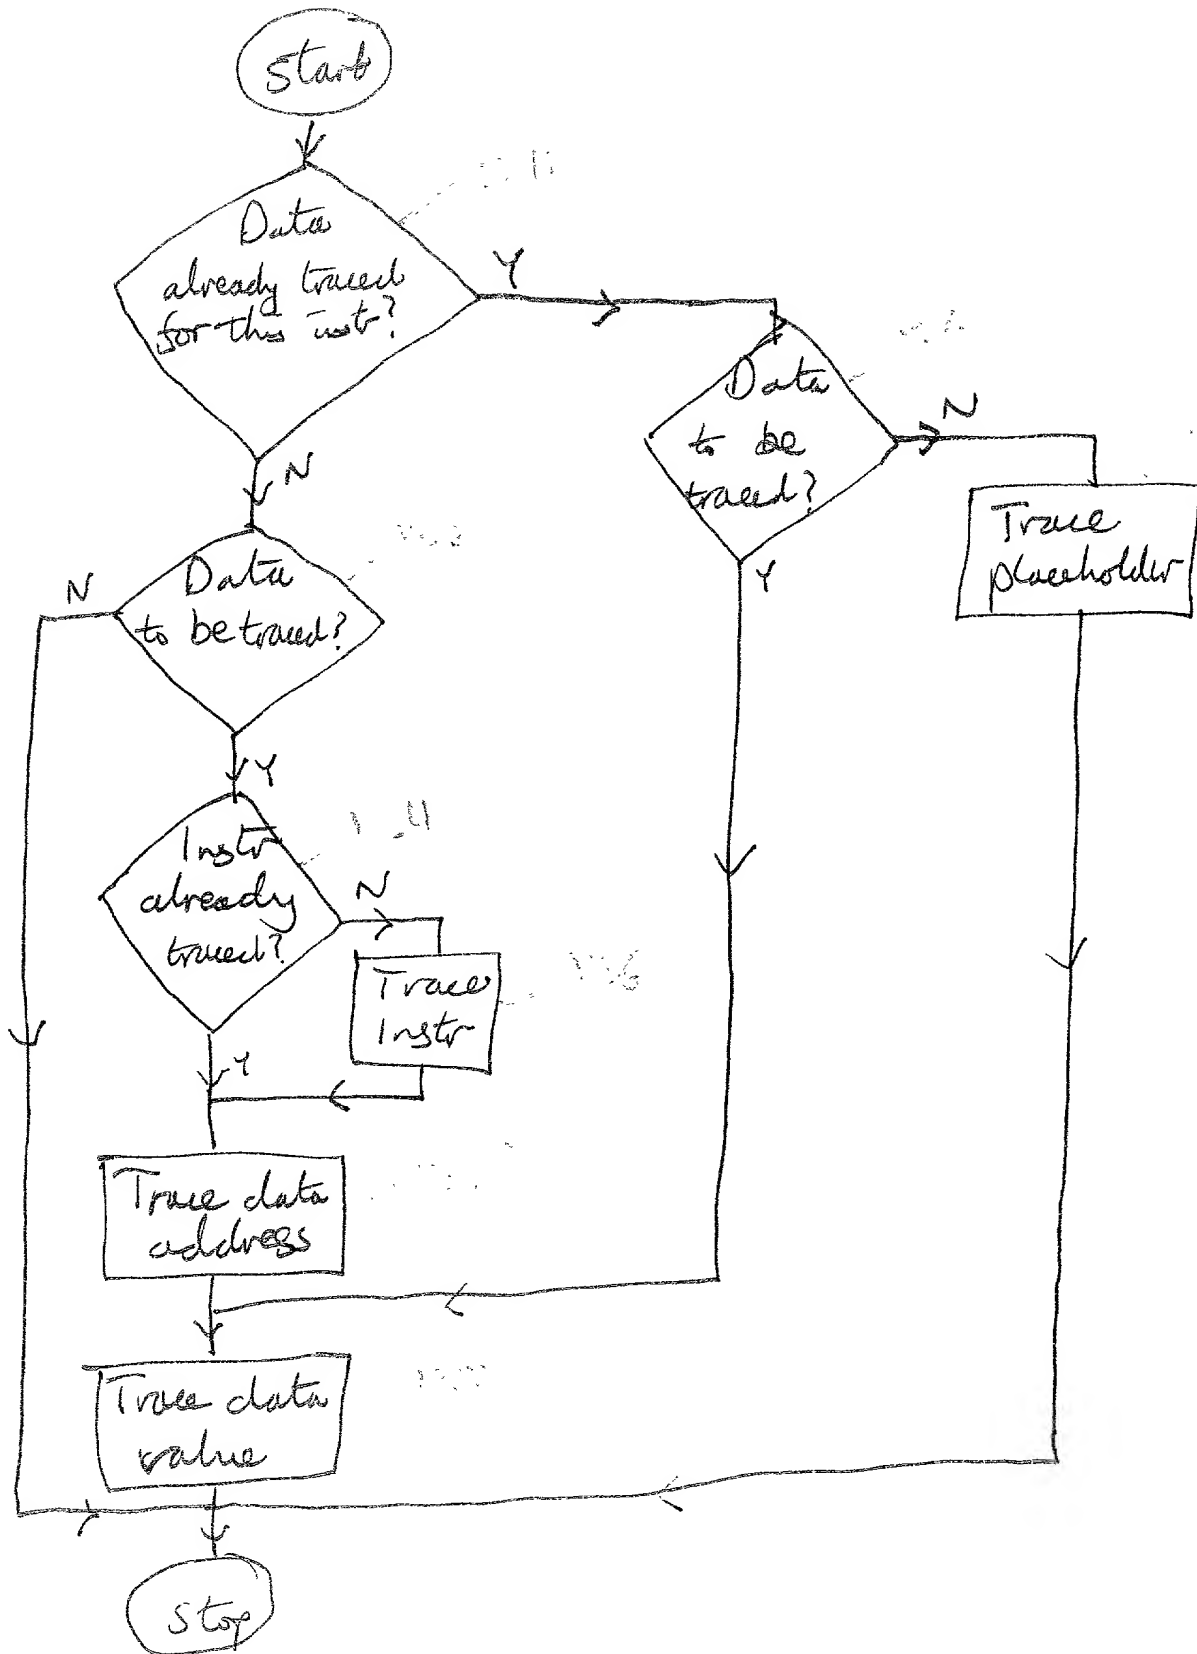 Start
Data
already traced
for this instr?
Y
N
Data
to be
traced?
N
Y
Trace
placeholder
Data
to be traced?
N
Y
Instr
already
traced?
N
Y
Trace
Instr
Trace data
address
Trace data
value
Stop